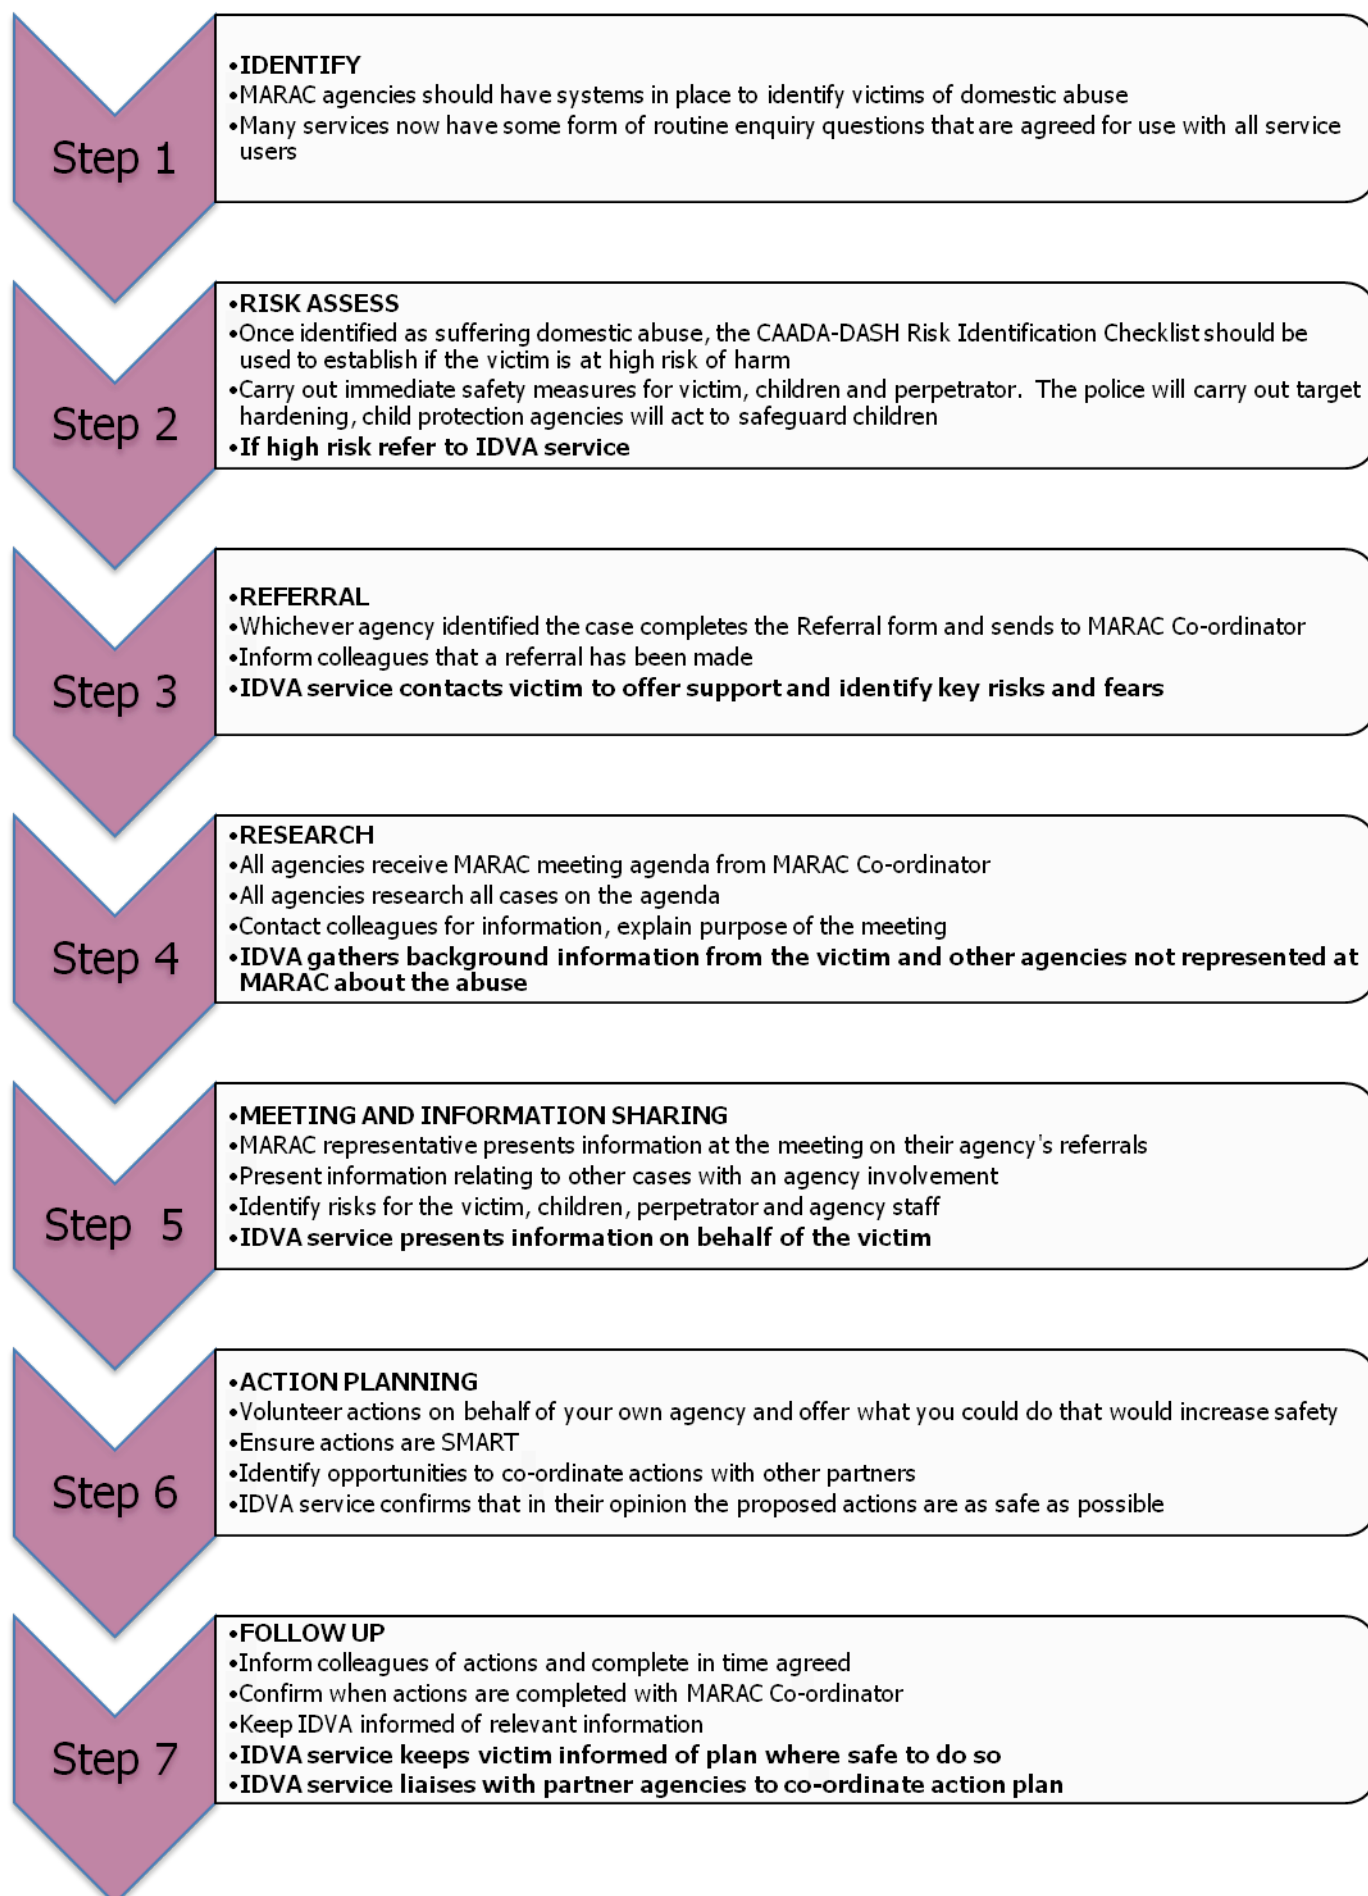 Step 1
•IDENTIFY
•MARAC agencies should have systems in place to identify victims of domestic abuse
•Many services now have some form of routine enquiry questions that are agreed for use with all service
users
Step 2
•RISK ASSESS
•Once identified as suffering domestic abuse, the CAADA-DASH Risk Identification Checklist should be
used to establish if the victim is at high risk of harm
•Carry out immediate safety measures for victim, children and perpetrator. The police will carry out target
hardening, child protection agencies will act to safeguard children
•If high risk refer to IDVA service
Step 3
•REFERRAL
•Whichever agency identified the case completes the Referral form and sends to MARAC Co-ordinator
•Inform colleagues that a referral has been made
•IDVA service contacts victim to offer support and identify key risks and fears
Step 4
•RESEARCH
•All agencies receive MARAC meeting agenda from MARAC Co-ordinator
•All agencies research all cases on the agenda
•Contact colleagues for information, explain purpose of the meeting
•IDVA gathers background information from the victim and other agencies not represented at
MARAC about the abuse
Step 5
•MEETING AND INFORMATION SHARING
•MARAC representative presents information at the meeting on their agency's referrals
•Present information relating to other cases with an agency involvement
•Identify risks for the victim, children, perpetrator and agency staff
•IDVA service presents information on behalf of the victim
Step 6
•ACTION PLANNING
•Volunteer actions on behalf of your own agency and offer what you could do that would increase safety
•Ensure actions are SMART
•Identify opportunities to co-ordinate actions with other partners
•IDVA service confirms that in their opinion the proposed actions are as safe as possible
Step 7
•FOLLOW UP
•Inform colleagues of actions and complete in time agreed
•Confirm when actions are completed with MARAC Co-ordinator
•Keep IDVA informed of relevant information
•IDVA service keeps victim informed of plan where safe to do so
•IDVA service liaises with partner agencies to co-ordinate action plan